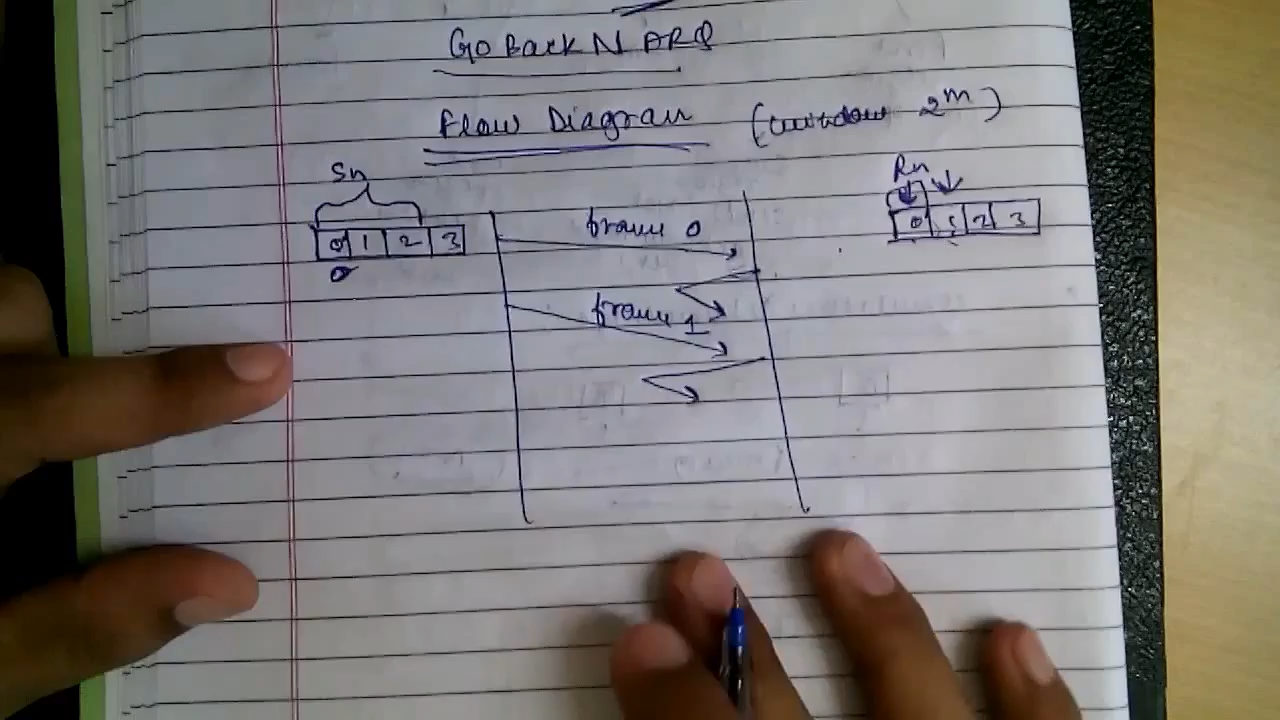 Go Back N ARQ
Flow Diagram (window 2^m)
Sn
Rn
0 1 2 3
0
frame 0
0 1 2 3
frame 1